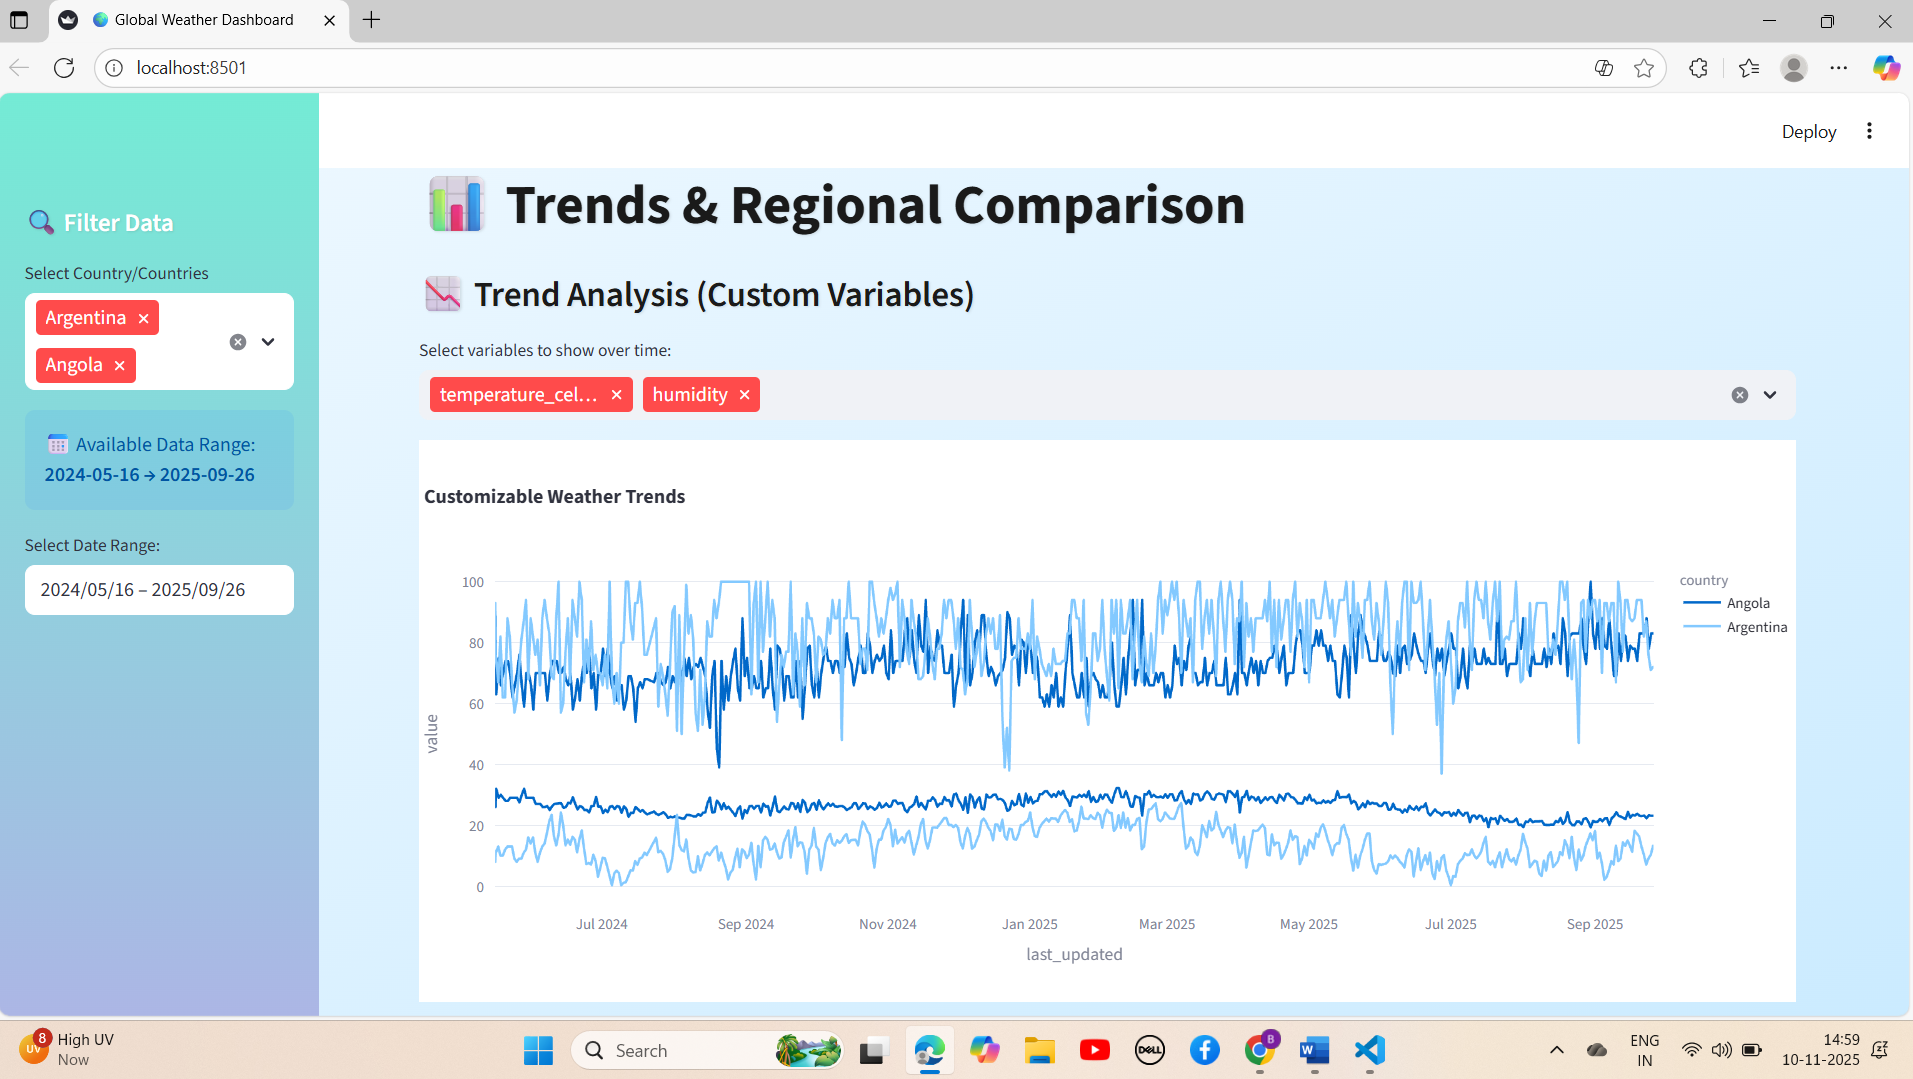 Global Weather Dashboard
localhost:8501
Deploy
Filter Data
Select Country/Countries
Argentina
Angola
Available Data Range:
2024-05-16 → 2025-09-26
Select Date Range:
2024/05/16 – 2025/09/26
Trends & Regional Comparison
Trend Analysis (Custom Variables)
Select variables to show over time:
temperature_cel... humidity
Customizable Weather Trends
100
80
60
40
20
0
value
Jul 2024 Sep 2024 Nov 2024 Jan 2025 Mar 2025 May 2025 Jul 2025 Sep 2025
last_updated
country
Angola
Argentina
8
UV
High UV
Now
Search
DELL
B
W
ENG
IN
14:59
10-11-2025